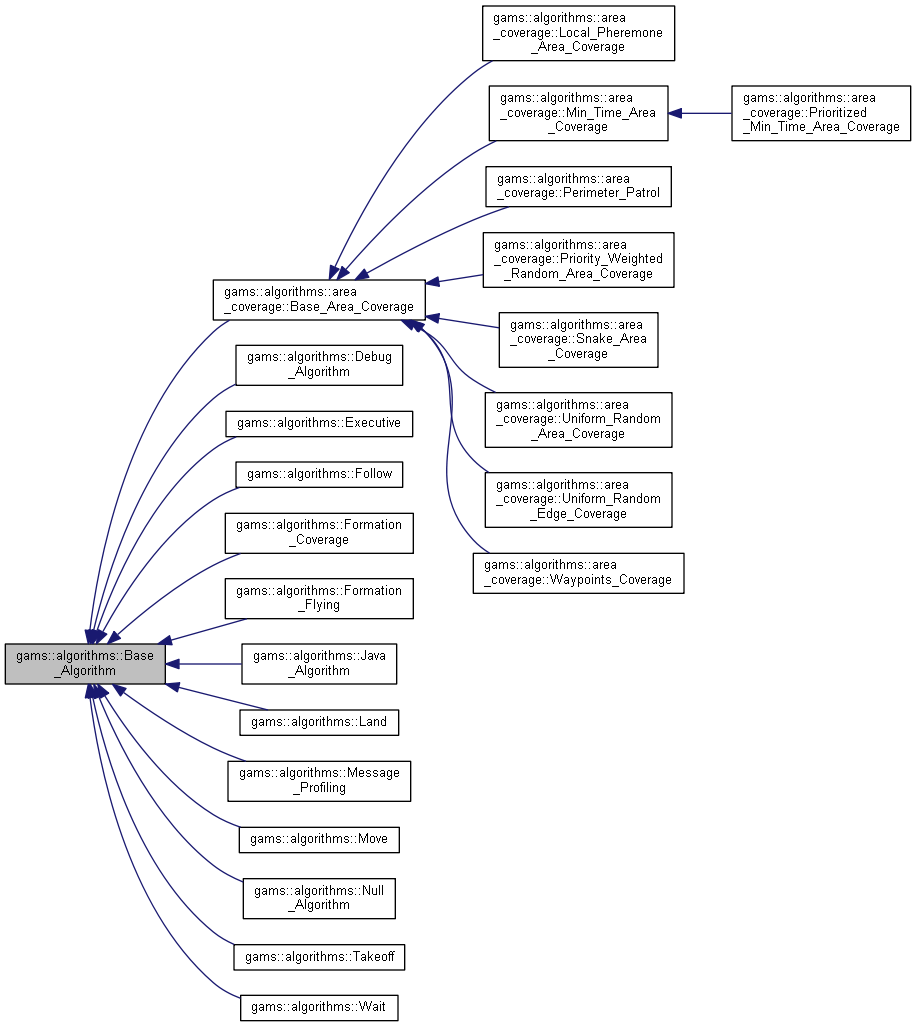 gams::algorithms::area
_coverage::Local_Pheremone
_Area_Coverage
gams::algorithms::area
_coverage::Min_Time_Area
_Coverage
gams::algorithms::area
_coverage::Prioritized
_Min_Time_Area_Coverage
gams::algorithms::area
_coverage::Perimeter_Patrol
gams::algorithms::area
_coverage::Priority_Weighted
_Random_Area_Coverage
gams::algorithms::area
_coverage::Base_Area_Coverage
gams::algorithms::area
_coverage::Snake_Area
_Coverage
gams::algorithms::Debug
_Algorithm
gams::algorithms::area
_coverage::Uniform_Random
_Area_Coverage
gams::algorithms::Executive
gams::algorithms::Follow
gams::algorithms::area
_coverage::Uniform_Random
_Edge_Coverage
gams::algorithms::Formation
_Coverage
gams::algorithms::area
_coverage::Waypoints_Coverage
gams::algorithms::Formation
_Flying
gams::algorithms::Base
_Algorithm
gams::algorithms::Java
_Algorithm
gams::algorithms::Land
gams::algorithms::Message
_Profiling
gams::algorithms::Move
gams::algorithms::Null
_Algorithm
gams::algorithms::Takeoff
gams::algorithms::Wait